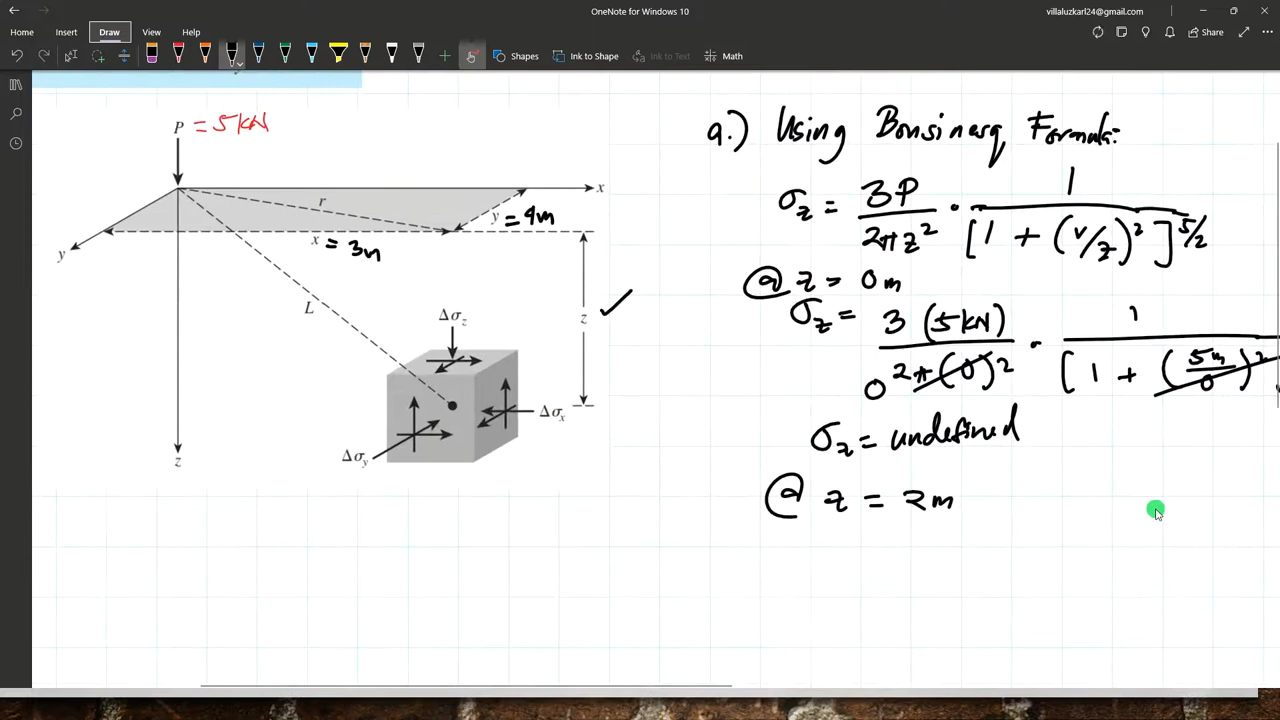 OneNote for Windows 10
villaluzkarl24@gmail.com
Home Insert Draw View Help
Share
Shapes Ink to Shape Ink to Text Math
P = 5kN
x
r
y = 4m
x = 3m
y
L
z
Δσz
Δσx
Δσy
z
a.) Using Bonsinesq Formula:
σz = 3P / 2πz² · 1 / [1 + (r/z)²]^5/2
@ z = 0m
σz = 3 (5kN) / 2π(0)² · 1 / [1 + (5m/0)²
0
σz = undefined
@ z = 2m